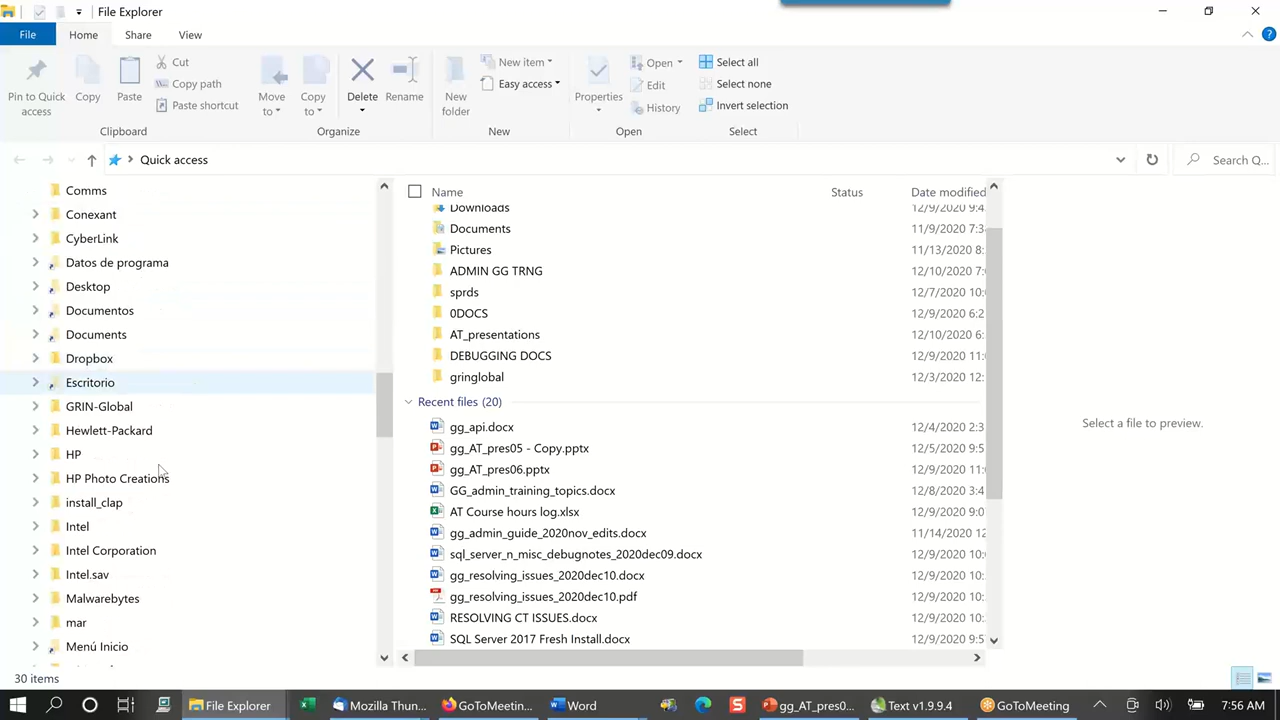 File Explorer
File
Home
Share
View
Pin to Quick access
Copy
Paste
Cut
Copy path
Paste shortcut
Clipboard
Move to
Copy to
Delete
Rename
Organize
New folder
New item
Easy access
New
Properties
Open
Edit
History
Open
Select all
Select none
Invert selection
Select
Quick access
Search Q...
Comms
Conexant
CyberLink
Datos de programa
Desktop
Documentos
Documents
Dropbox
Escritorio
GRIN-Global
Hewlett-Packard
HP
HP Photo Creations
install_clap
Intel
Intel Corporation
Intel.sav
Malwarebytes
mar
Menú Inicio
Name Status Date modified
Downloads 12/9/2020 9:4
Documents 11/9/2020 7:3
Pictures 11/13/2020 8:
ADMIN GG TRNG 12/10/2020 7:
sprds 12/7/2020 10:
0DOCS 12/9/2020 6:2
AT_presentations 12/10/2020 6:
DEBUGGING DOCS 12/9/2020 11:
gringlobal 12/3/2020 12:
Recent files (20)
gg_api.docx 12/4/2020 2:3
gg_AT_pres05 - Copy.pptx 12/5/2020 9:5
gg_AT_pres06.pptx 12/9/2020 11:
GG_admin_training_topics.docx 12/8/2020 3:4
AT Course hours log.xlsx 12/9/2020 9:0
gg_admin_guide_2020nov_edits.docx 11/14/2020 12
sql_server_n_misc_debugnotes_2020dec09.docx 12/9/2020 10:
gg_resolving_issues_2020dec10.docx 12/9/2020 10:
gg_resolving_issues_2020dec10.pdf 12/9/2020 10:
RESOLVING CT ISSUES.docx 12/9/2020 10:
SQL Server 2017 Fresh Install.docx 12/9/2020 9:5
Select a file to preview.
30 items
File Explorer
Mozilla Thun...
GoToMeetin...
Word
gg_AT_pres0...
Text v1.9.9.4
GoToMeeting
7:56 AM